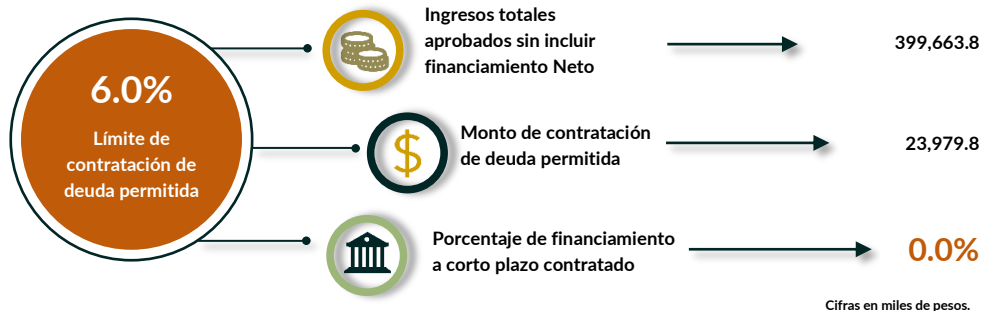 6.0%
Límite de
contratación de
deuda permitida
Ingresos totales
aprobados sin incluir
financiamiento Neto
399,663.8
$
Monto de contratación
de deuda permitida
23,979.8
Porcentaje de financiamiento
a corto plazo contratado
0.0%
Cifras en miles de pesos.